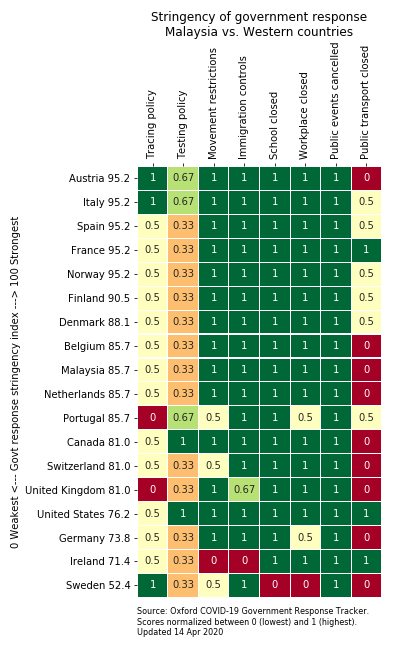 Stringency of government response
Malaysia vs. Western countries
Tracing policy
Testing policy
Movement restrictions
Immigration controls
School closed
Workplace closed
Public events cancelled
Public transport closed
0 Weakest <--- Govt response stringency index ---> 100 Strongest
Austria 95.2 1 0.67 1 1 1 1 1 0
Italy 95.2 1 0.67 1 1 1 1 1 0.5
Spain 95.2 0.5 0.33 1 1 1 1 1 0.5
France 95.2 0.5 0.33 1 1 1 1 1 1
Norway 95.2 0.5 0.33 1 1 1 1 1 0.5
Finland 90.5 0.5 0.33 1 1 1 1 1 0.5
Denmark 88.1 0.5 0.33 1 1 1 1 1 0.5
Belgium 85.7 0.5 0.33 1 1 1 1 1 0
Malaysia 85.7 0.5 0.33 1 1 1 1 1 0
Netherlands 85.7 0.5 0.33 1 1 1 1 1 0
Portugal 85.7 0 0.67 0.5 1 1 0.5 1 0.5
Canada 81.0 0.5 1 1 1 1 1 1 0
Switzerland 81.0 0.5 0.33 0.5 1 1 1 1 0
United Kingdom 81.0 0 0.33 1 0.67 1 1 1 0
United States 76.2 0.5 1 1 1 1 1 1 1
Germany 73.8 0.5 0.33 1 1 1 0.5 1 0
Ireland 71.4 0.5 0.33 0 0 1 1 1 1
Sweden 52.4 1 0.33 0.5 1 0 0 1 0
Source: Oxford COVID-19 Government Response Tracker.
Scores normalized between 0 (lowest) and 1 (highest).
Updated 14 Apr 2020